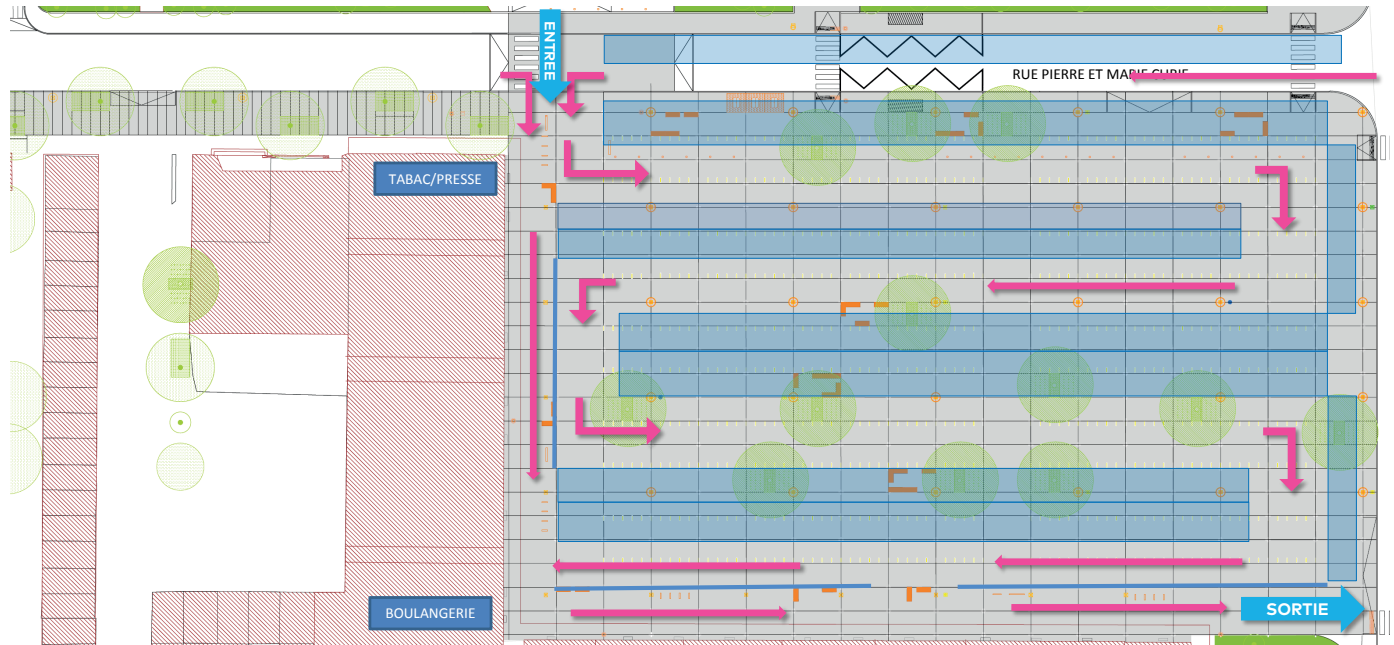 ENTREE
RUE PIERRE ET MARIE CURIE
TABAC/PRESSE
BOULANGERIE
SORTIE